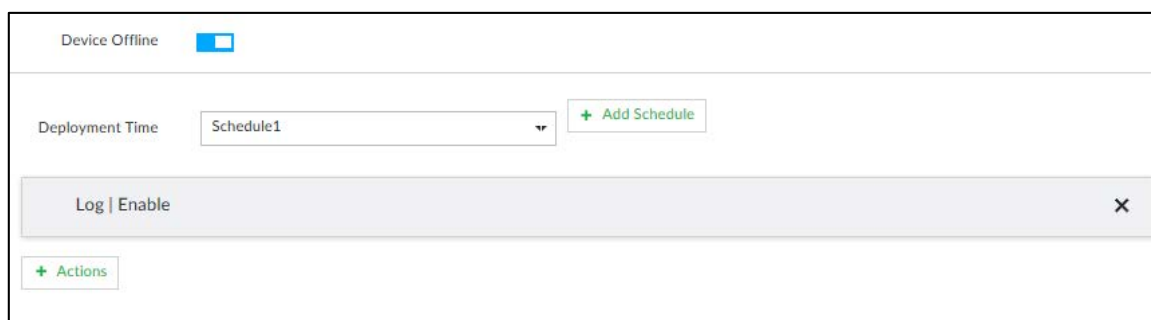 Device Offline
Deployment Time
Schedule1
+ Add Schedule
Log | Enable
+ Actions